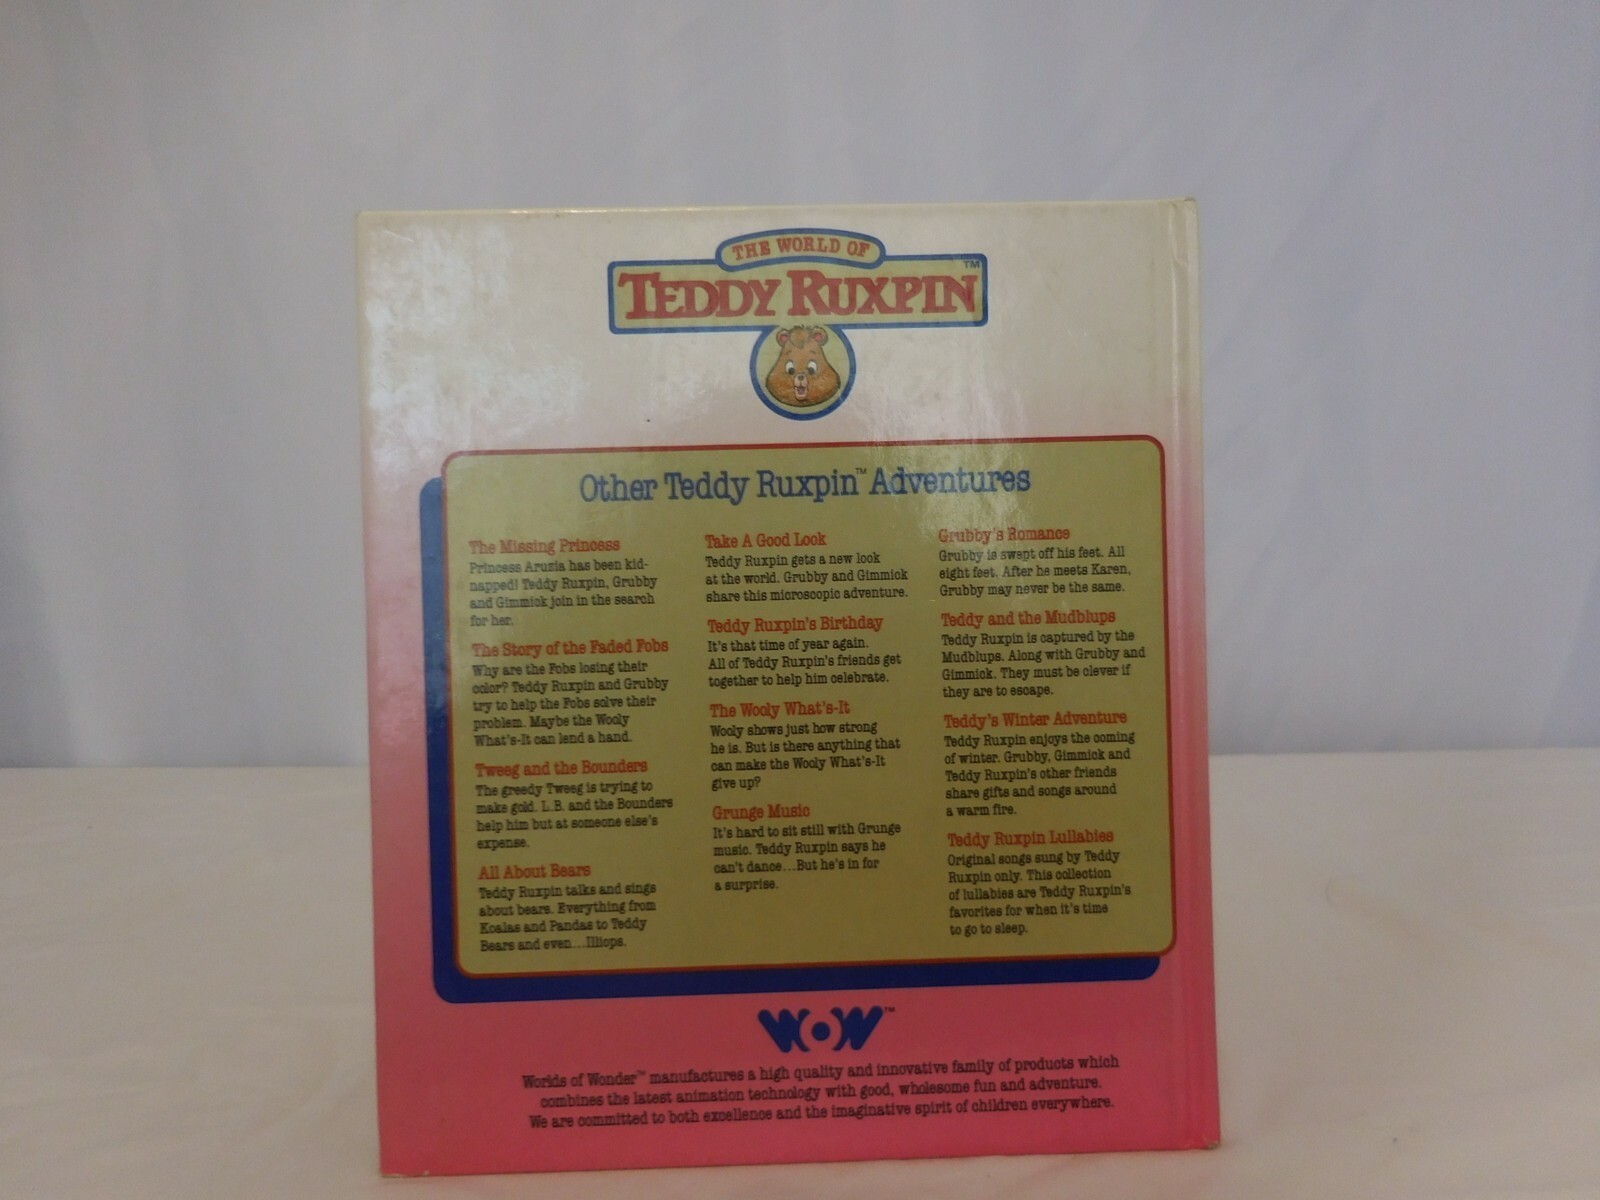 THE WORLD OF
TEDDY RUXPIN™
Other Teddy Ruxpin™ Adventures
The Missing Princess
Princess Aruzia has been kid-
napped! Teddy Ruxpin, Grubby
and Gimmick join in the search
for her.
The Story of the Faded Fobs
Why are the Fobs losing their
color? Teddy Ruxpin and Grubby
try to help the Fobs solve their
problem. Maybe the Wooly
What's-It can lend a hand.
Tweeg and the Bounders
The greedy Tweeg is trying to
make gold. L.B. and the Bounders
help him but at someone else's
expense.
All About Bears
Teddy Ruxpin talks and sings
about bears. Everything from
Koalas and Pandas to Teddy
Bears and even...Illiops.
Take A Good Look
Teddy Ruxpin gets a new look
at the world. Grubby and Gimmick
share this microscopic adventure.
Teddy Ruxpin's Birthday
It's that time of year again.
All of Teddy Ruxpin's friends get
together to help him celebrate.
The Wooly What's-It
Wooly shows just how strong
he is. But is there anything that
can make the Wooly What's-It
give up?
Grunge Music
It's hard to sit still with Grunge
music. Teddy Ruxpin says he
can't dance...But he's in for
a surprise.
Grubby's Romance
Grubby is swept off his feet. All
eight feet. After he meets Karen,
Grubby may never be the same.
Teddy and the Mudblups
Teddy Ruxpin is captured by the
Mudblups. Along with Grubby and
Gimmick. They must be clever if
they are to escape.
Teddy's Winter Adventure
Teddy Ruxpin enjoys the coming
of winter. Grubby, Gimmick and
Teddy Ruxpin's other friends
share gifts and songs around
a warm fire.
Teddy Ruxpin Lullabies
Original songs sung by Teddy
Ruxpin only. This collection
of lullabies are Teddy Ruxpin's
favorites for when it's time
to go to sleep.
WOW™
Worlds of Wonder™ manufactures a high quality and innovative family of products which
combines the latest animation technology with good, wholesome fun and adventure.
We are committed to both excellence and the imaginative spirit of children everywhere.